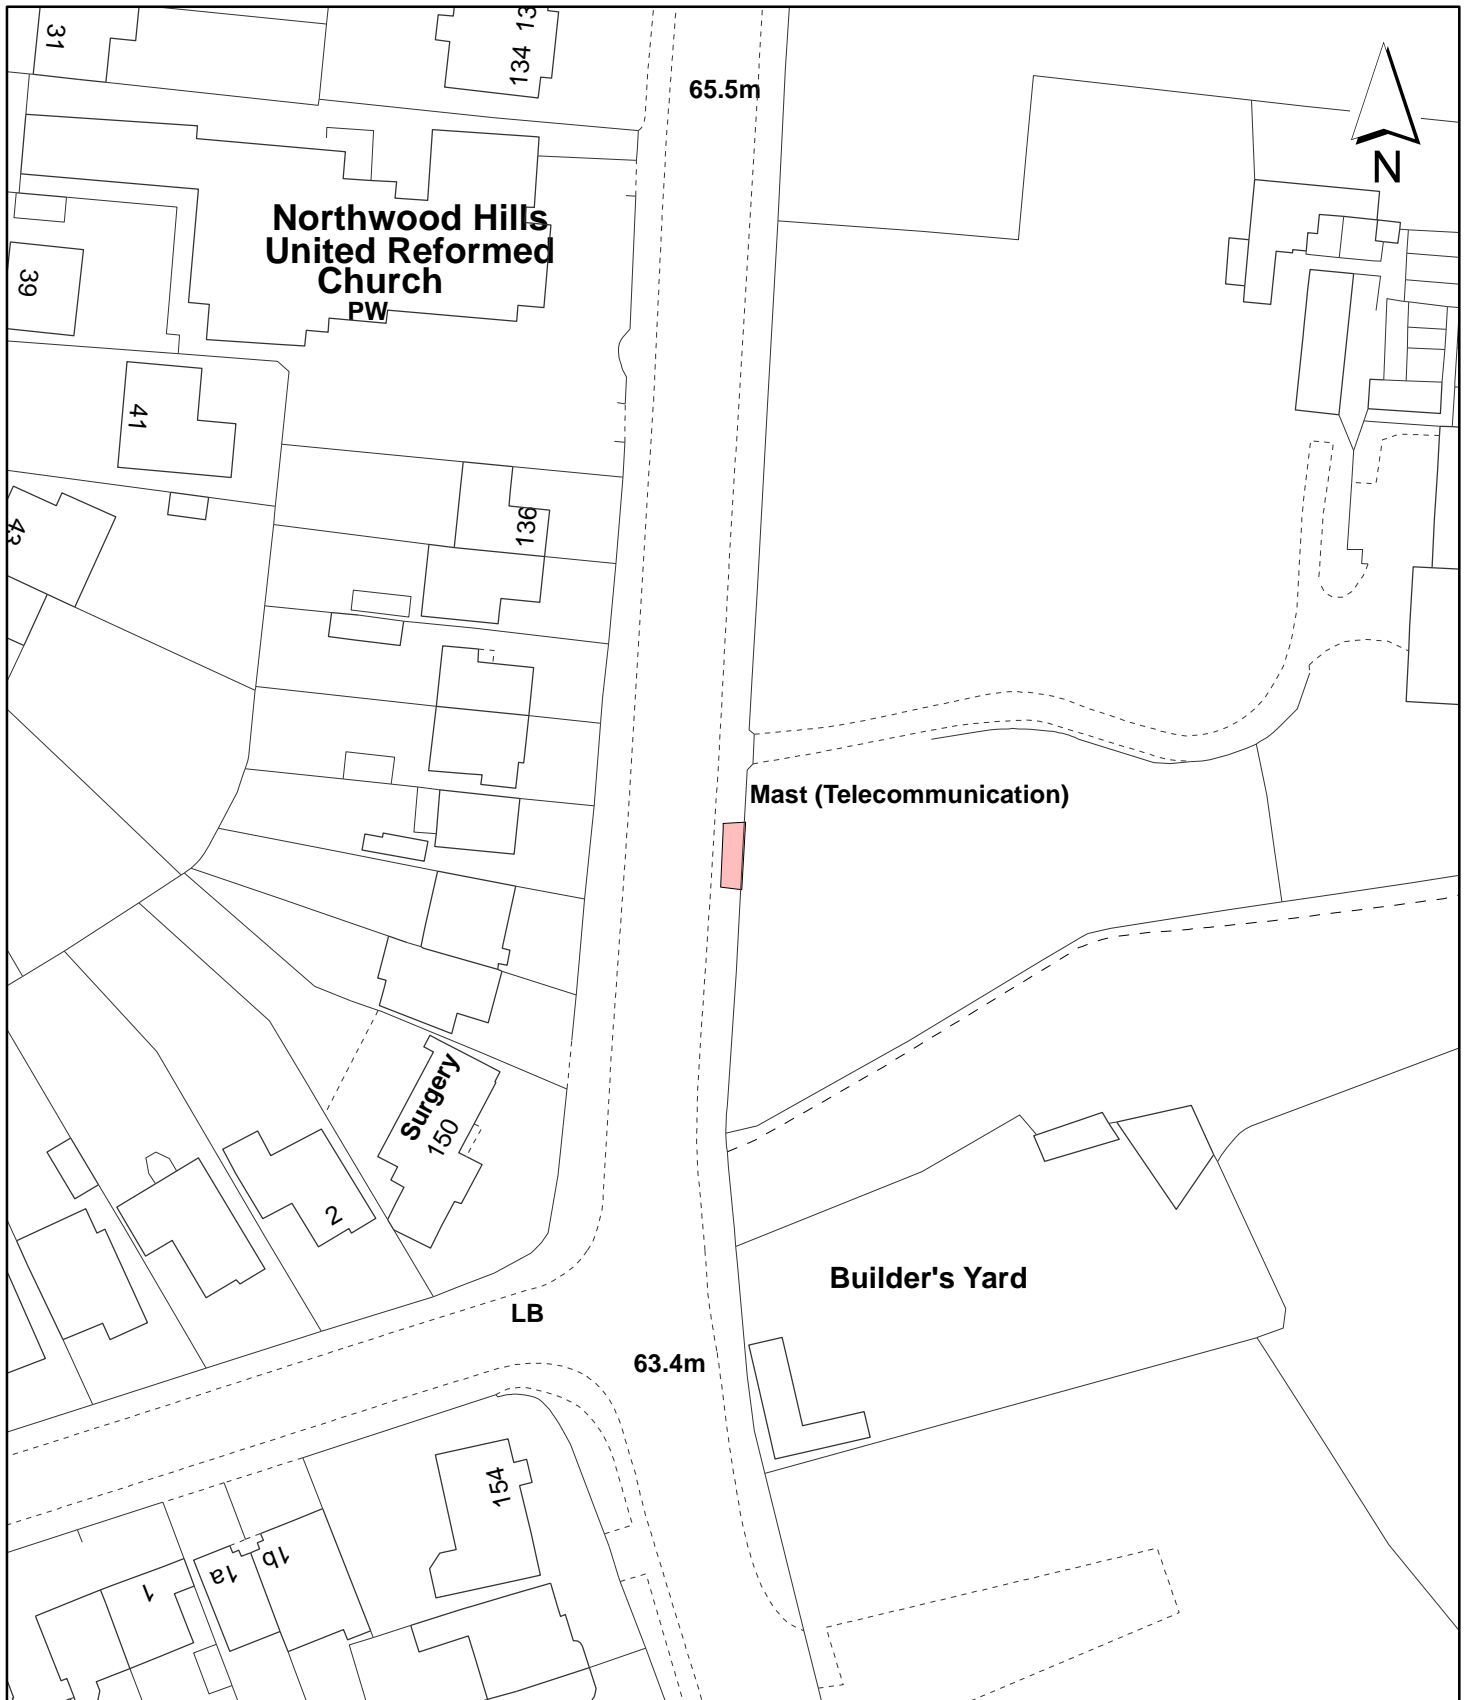 31
134
13
65.5m
N
Northwood Hills
United Reformed
Church
PW
39
41
136
43
Mast (Telecommunication)
Surgery
150
2
Builder's Yard
LB
63.4m
154
1b
1a
1